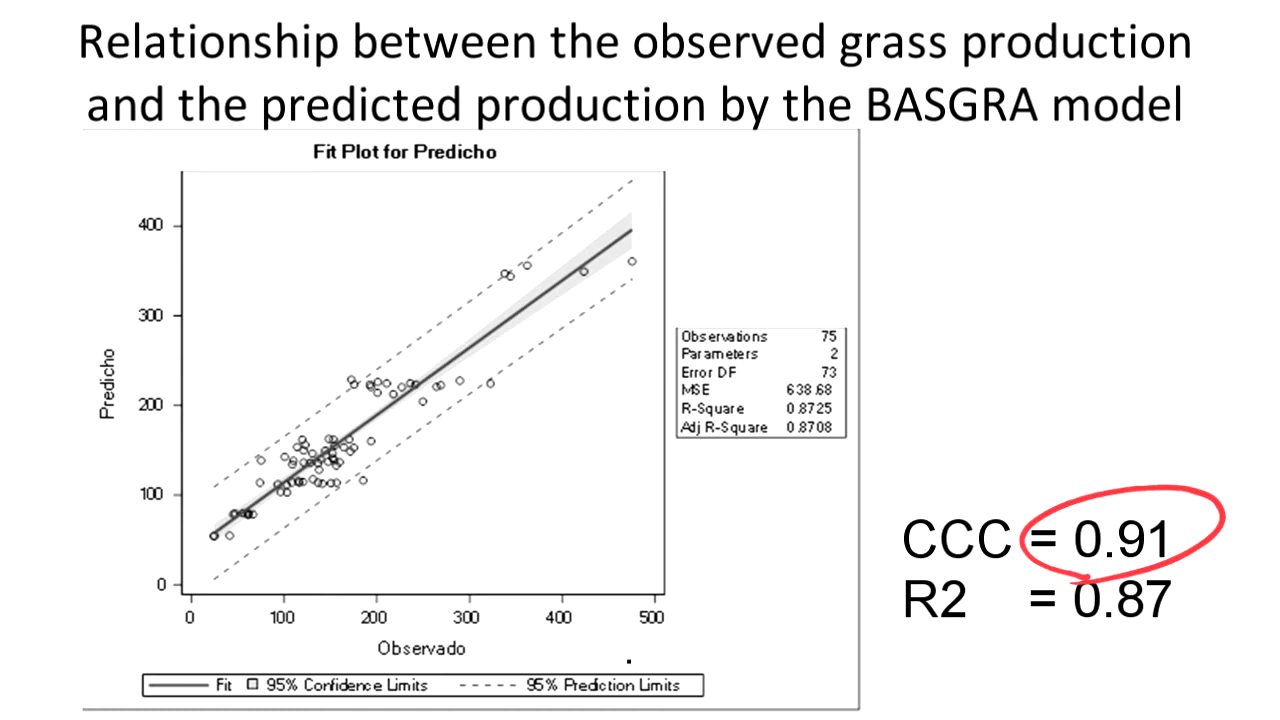 Relationship between the observed grass production
and the predicted production by the BASGRA model
Fit Plot for Predicho
400
300
200
100
0
Predicho
0 100 200 300 400 500
Observado
Fit 95% Confidence Limits 95% Prediction Limits
Observations 75
Parameters 2
Error DF 73
MSE 638.68
R-Square 0.8725
Adj R-Square 0.8708
CCC = 0.91
R2 = 0.87